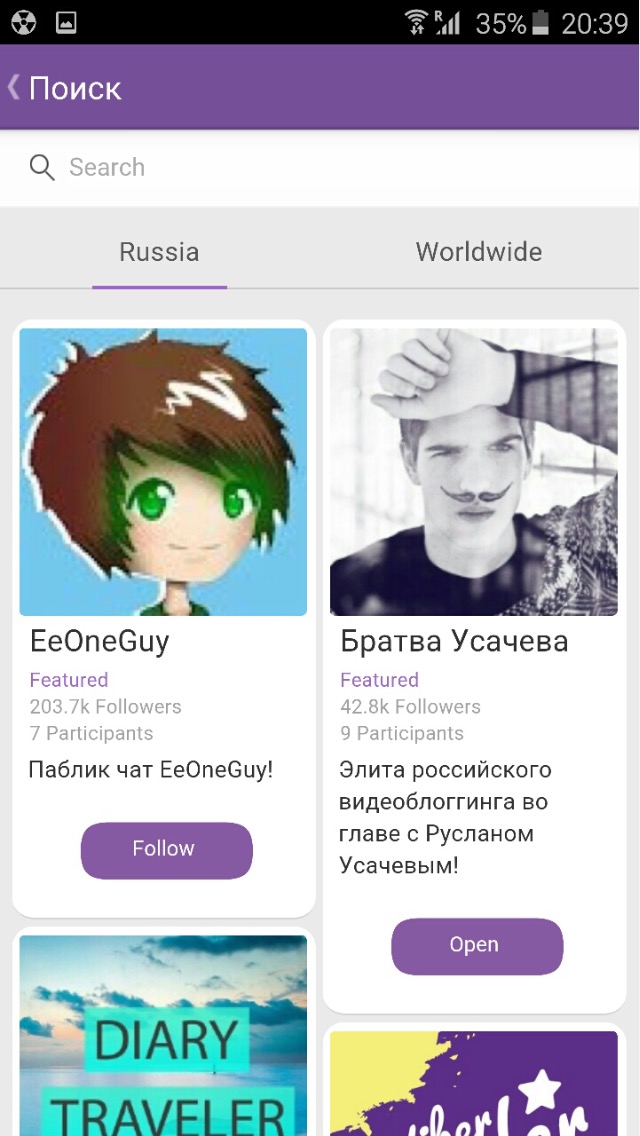 R 35% 20:39
Поиск
Search
Russia Worldwide
EeOneGuy
Featured
203.7k Followers
7 Participants
Паблик чат EeOneGuy!
Follow
Братва Усачева
Featured
42.8k Followers
9 Participants
Элита российского
видеоблоггинга во
главе с Русланом
Усачевым!
Open
DIARY
TRAVELER